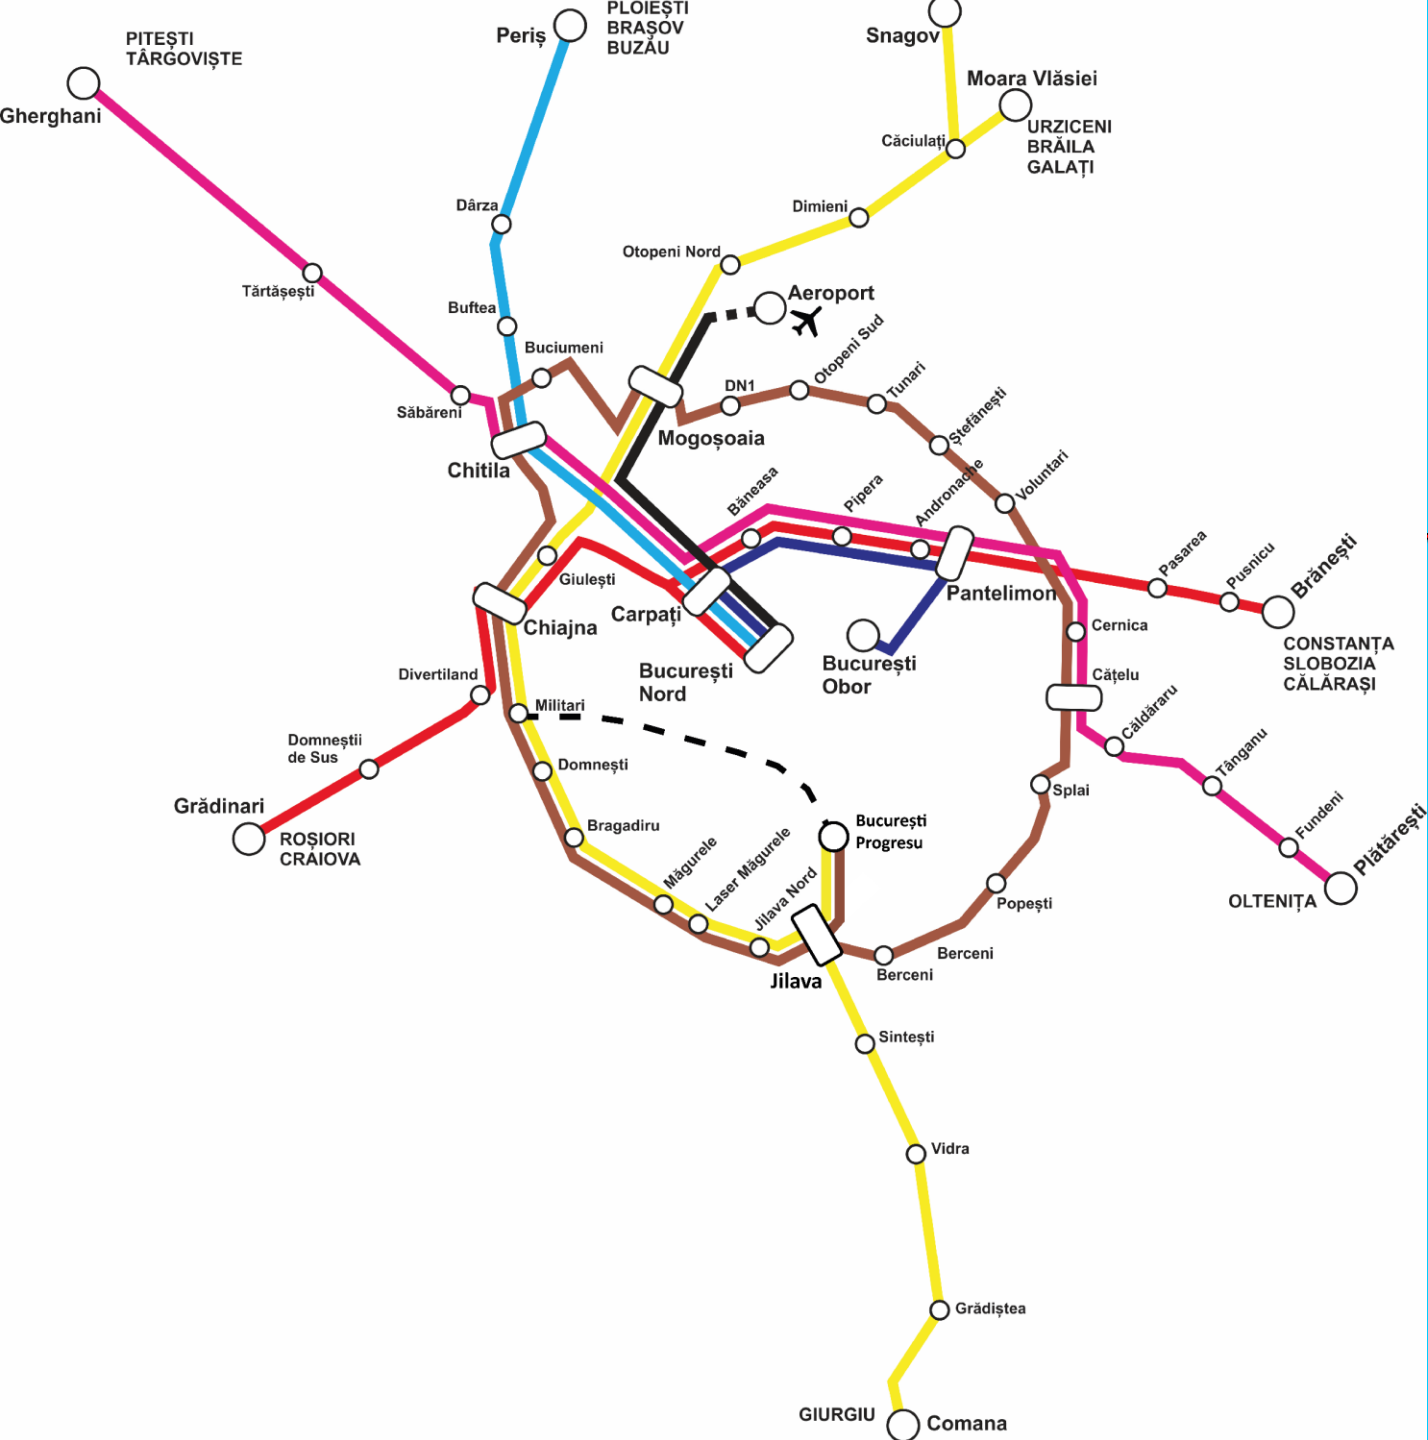 PLOIEȘTI
BRAȘOV
BUZĂU
Periș
Snagov
PITEȘTI
TÂRGOVIȘTE
Gherghani
Moara Vlăsiei
URZICENI
BRĂILA
GALAȚI
Căciulați
Dârza
Dimieni
Otopeni Nord
Tărtășești
Aeroport
Buftea
Buciumeni
Otopeni Sud
DN1
Tunari
Săbăreni
Ștefănești
Mogoșoaia
Chitila
Voluntari
Băneasa
Pipera
Andronache
Giulești
Pasarea
Pusnicu
Brănești
Pantelimon
Carpați
Chiajna
Cernica
CONSTANȚA
SLOBOZIA
CĂLĂRAȘI
București
Obor
București
Nord
Divertiland
Cățelu
Militari
Căldăraru
Domneștii
de Sus
Domnești
Tânganu
Splai
Grădinari
ROȘIORI
CRAIOVA
Bragadiru
București
Progresu
Fundeni
Plătărești
Măgurele
Laser Măgurele
Jilava Nord
OLTENIȚA
Popești
Berceni
Berceni
Jilava
Sintești
Vidra
Grădiștea
GIURGIU
Comana